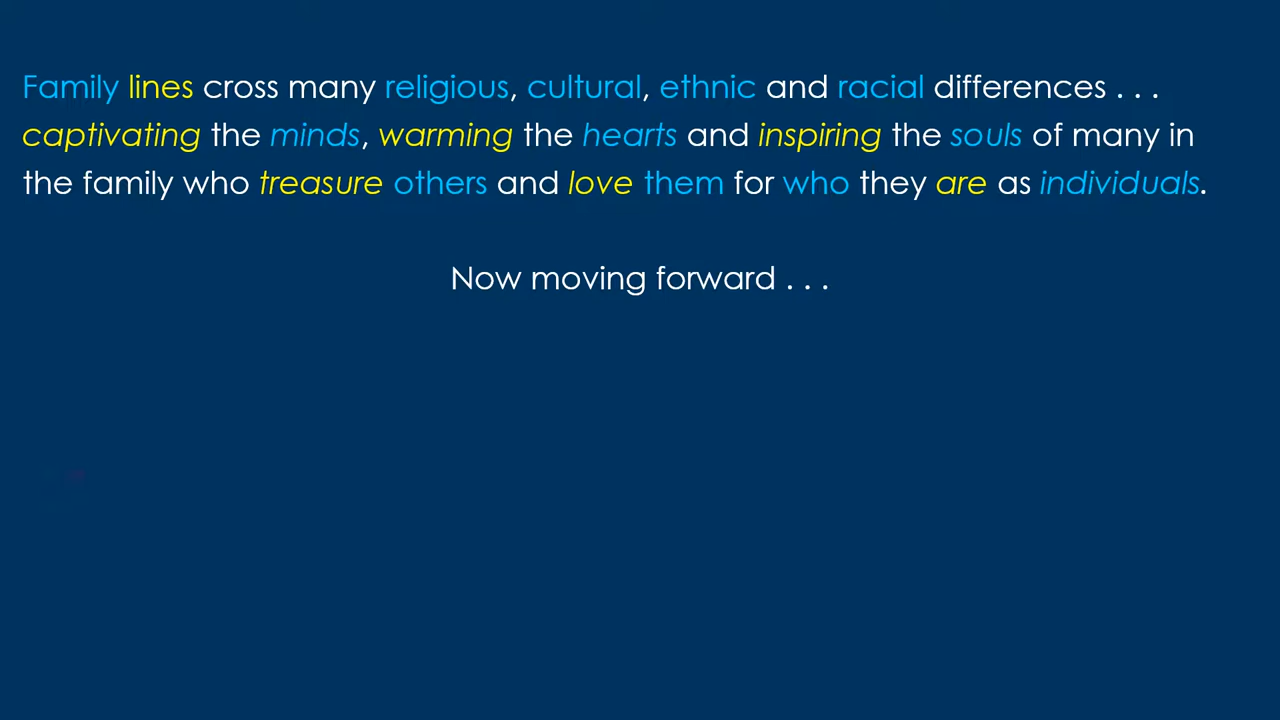 Family lines cross many religious, cultural, ethnic and racial differences . . .
captivating the minds, warming the hearts and inspiring the souls of many in
the family who treasure others and love them for who they are as individuals.
Now moving forward . . .